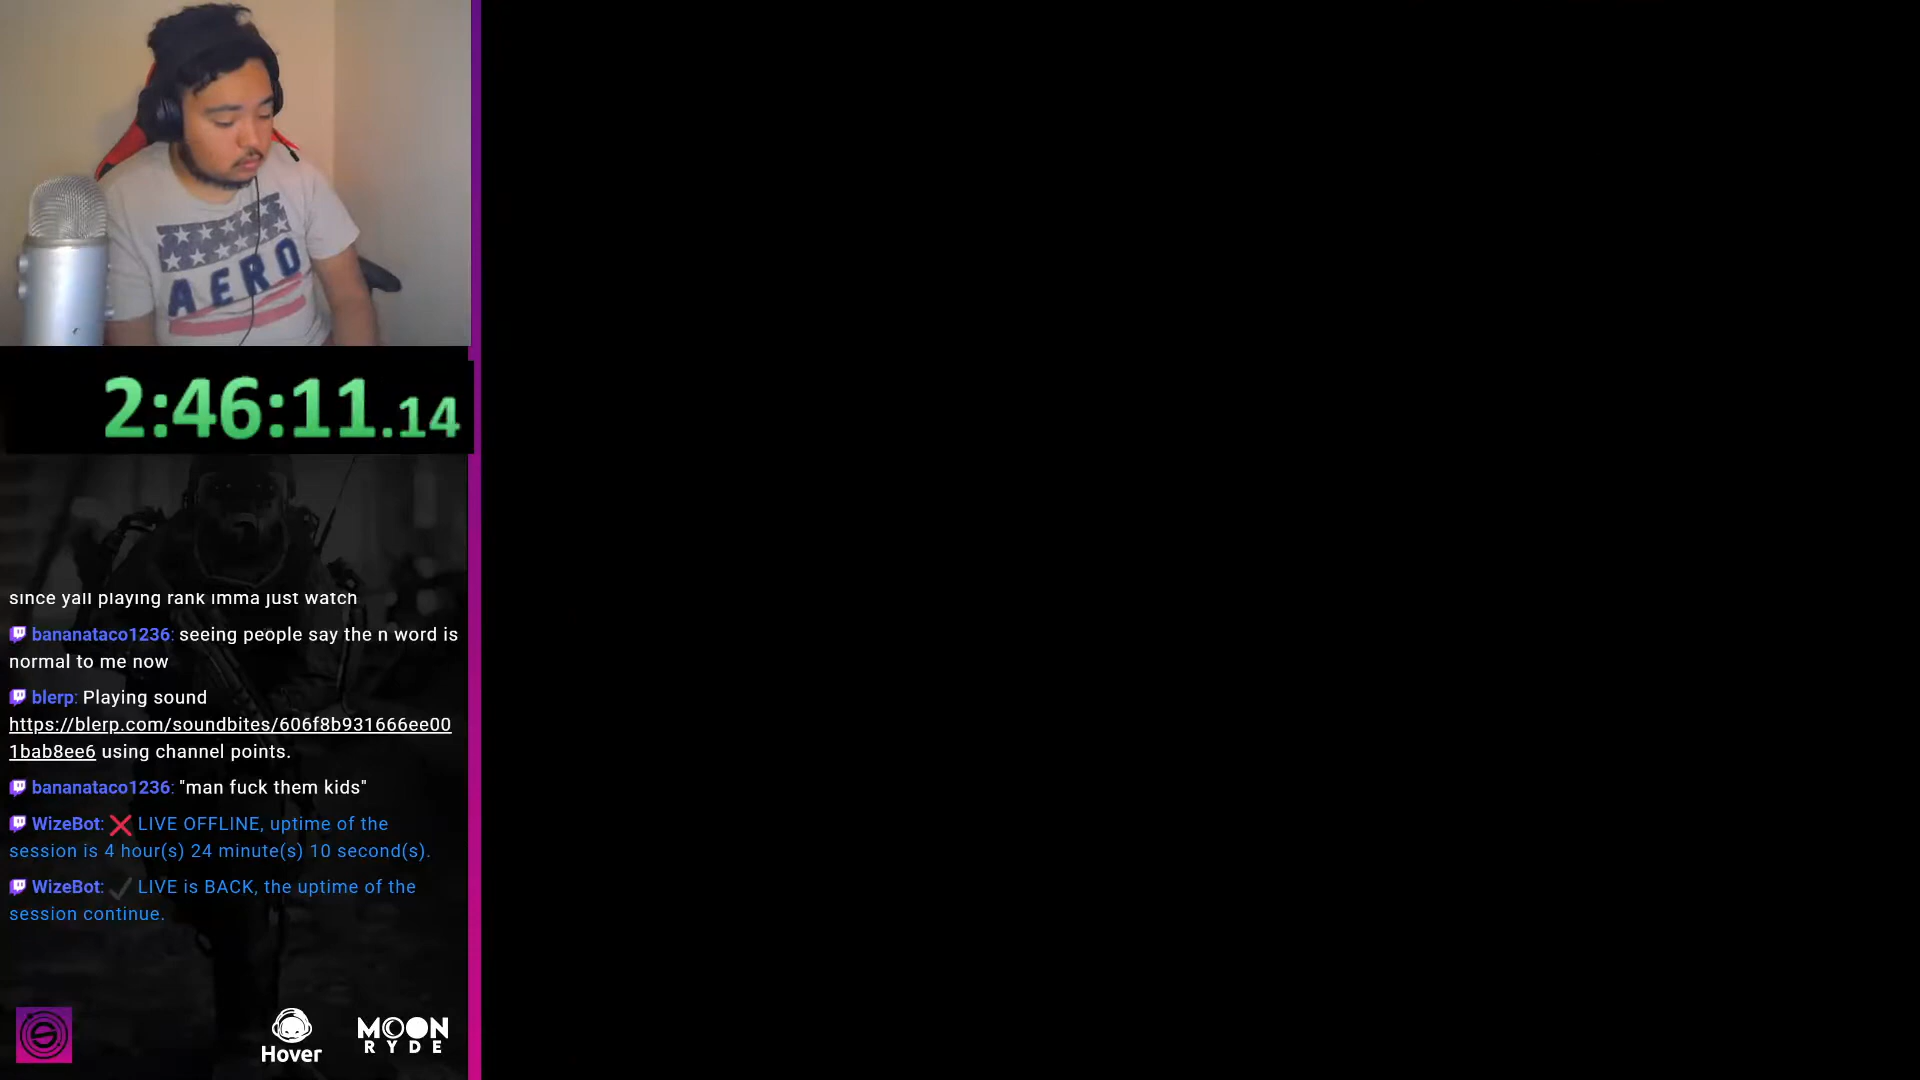 AERO
2:46:11.14
since yall playing rank imma just watch
bananataco1236: seeing people say the n word is
normal to me now
blerp: Playing sound
https://blerp.com/soundbites/606f8b931666ee00
1bab8ee6 using channel points.
bananataco1236: "man fuck them kids"
WizeBot: ❌ LIVE OFFLINE, uptime of the
session is 4 hour(s) 24 minute(s) 10 second(s).
WizeBot: ✔ LIVE is BACK, the uptime of the
session continue.
Hover
MOON
RYDE